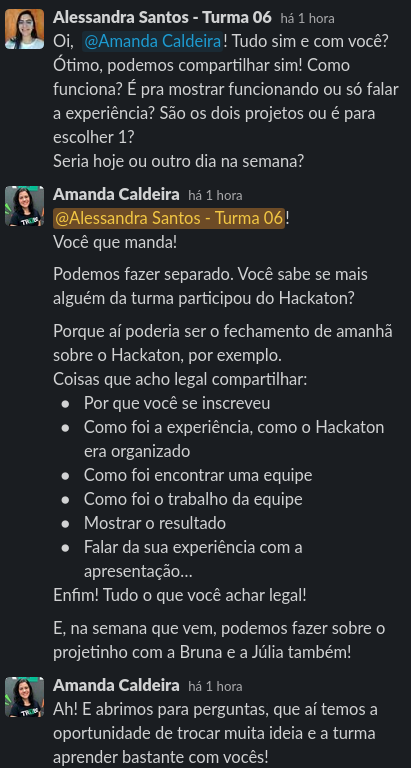 Alessandra Santos - Turma 06 há 1 hora
Oi, @Amanda Caldeira! Tudo sim e com você?
Ótimo, podemos compartilhar sim! Como
funciona? É pra mostrar funcionando ou só falar
a experiência? São os dois projetos ou é para
escolher 1?
Seria hoje ou outro dia na semana?
Amanda Caldeira há 1 hora
@Alessandra Santos - Turma 06!
Você que manda!
Podemos fazer separado. Você sabe se mais
alguém da turma participou do Hackaton?
Porque aí poderia ser o fechamento de amanhã
sobre o Hackaton, por exemplo.
Coisas que acho legal compartilhar:
• Por que você se inscreveu
• Como foi a experiência, como o Hackaton
era organizado
• Como foi encontrar uma equipe
• Como foi o trabalho da equipe
• Mostrar o resultado
• Falar da sua experiência com a
apresentação...
Enfim! Tudo o que você achar legal!
E, na semana que vem, podemos fazer sobre o
projetinho com a Bruna e a Júlia também!
Amanda Caldeira há 1 hora
Ah! E abrimos para perguntas, que aí temos a
oportunidade de trocar muita ideia e a turma
aprender bastante com vocês!